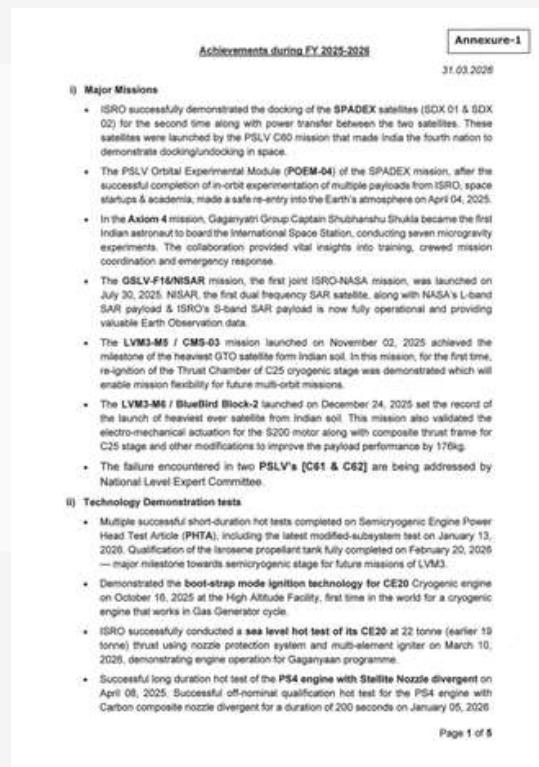 Annexure-1
Achievements during FY 2025-2026
31.03.2026
i) Major Missions
• ISRO successfully demonstrated the docking of the SPADEX satellites (SDX 01 & SDX
02) for the second time along with power transfer between the two satellites. These
satellites were launched by the PSLV C60 mission that made India the fourth nation to
demonstrate docking/undocking in space.
• The PSLV Orbital Experimental Module (POEM-04) of the SPADEX mission, after the
successful completion of in-orbit experimentation of multiple payloads from ISRO, space
startups & academia, made a safe re-entry into the Earth's atmosphere on April 04, 2025.
• In the Axiom 4 mission, Gaganyatri Group Captain Shubhanshu Shukla became the first
Indian astronaut to board the International Space Station, conducting seven microgravity
experiments. The collaboration provided vital insights into training, crewed mission
coordination and emergency response.
• The GSLV-F16/NISAR mission, the first joint ISRO-NASA mission, was launched on
July 30, 2025. NISAR, the first dual frequency SAR satellite, along with NASA's L-band
SAR payload & ISRO's S-band SAR payload is now fully operational and providing
valuable Earth Observation data.
• The LVM3-M5 / CMS-03 mission launched on November 02, 2025 achieved the
milestone of the heaviest GTO satellite form Indian soil. In this mission, for the first time,
re-ignition of the Thrust Chamber of C25 cryogenic stage was demonstrated which will
enable mission flexibility for future multi-orbit missions.
• The LVM3-M6 / BlueBird Block-2 launched on December 24, 2025 set the record of
the launch of heaviest ever satellite from Indian soil. This mission also validated the
electro-mechanical actuation for the S200 motor along with composite thrust frame for
C25 stage and other modifications to improve the payload performance by 176kg.
• The failure encountered in two PSLV's [C61 & C62] are being addressed by
National Level Expert Committee.
ii) Technology Demonstration tests
• Multiple successful short-duration hot tests completed on Semicryogenic Engine Power
Head Test Article (PHTA), including the latest modified-subsystem test on January 13,
2026. Qualification of the Isrosene propellant tank fully completed on February 20, 2026
— major milestone towards semicryogenic stage for future missions of LVM3.
• Demonstrated the boot-strap mode ignition technology for CE20 Cryogenic engine
on October 16, 2025 at the High Altitude Facility, first time in the world for a cryogenic
engine that works in Gas Generator cycle.
• ISRO successfully conducted a sea level hot test of its CE20 at 22 tonne (earlier 19
tonne) thrust using nozzle protection system and multi-element igniter on March 10,
2026, demonstrating engine operation for Gaganyaan programme.
• Successful long duration hot test of the PS4 engine with Stellite Nozzle divergent on
April 08, 2025. Successful off-nominal qualification hot test for the PS4 engine with
Carbon composite nozzle divergent for a duration of 200 seconds on January 05, 2026
Page 1 of 5